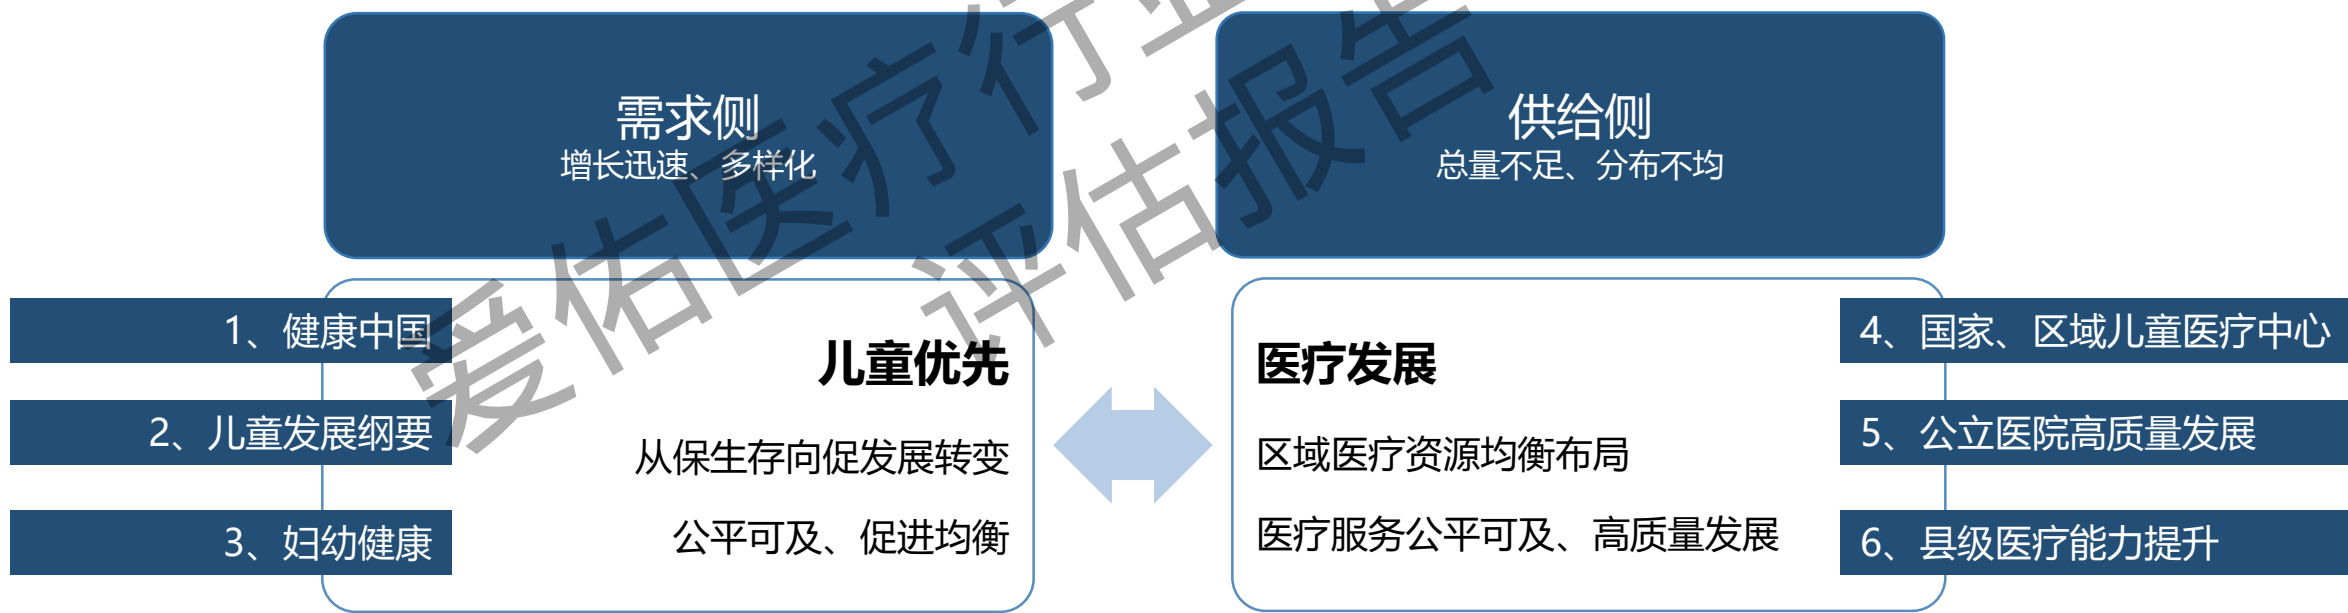 需求侧
增长迅速、多样化
供给侧
总量不足、分布不均
1、健康中国
2、儿童发展纲要
3、妇幼健康
儿童优先
从保生存向促发展转变
公平可及、促进均衡
医疗发展
区域医疗资源均衡布局
医疗服务公平可及、高质量发展
4、国家、区域儿童医疗中心
5、公立医院高质量发展
6、县级医疗能力提升
爱佑医疗行业
评估报告